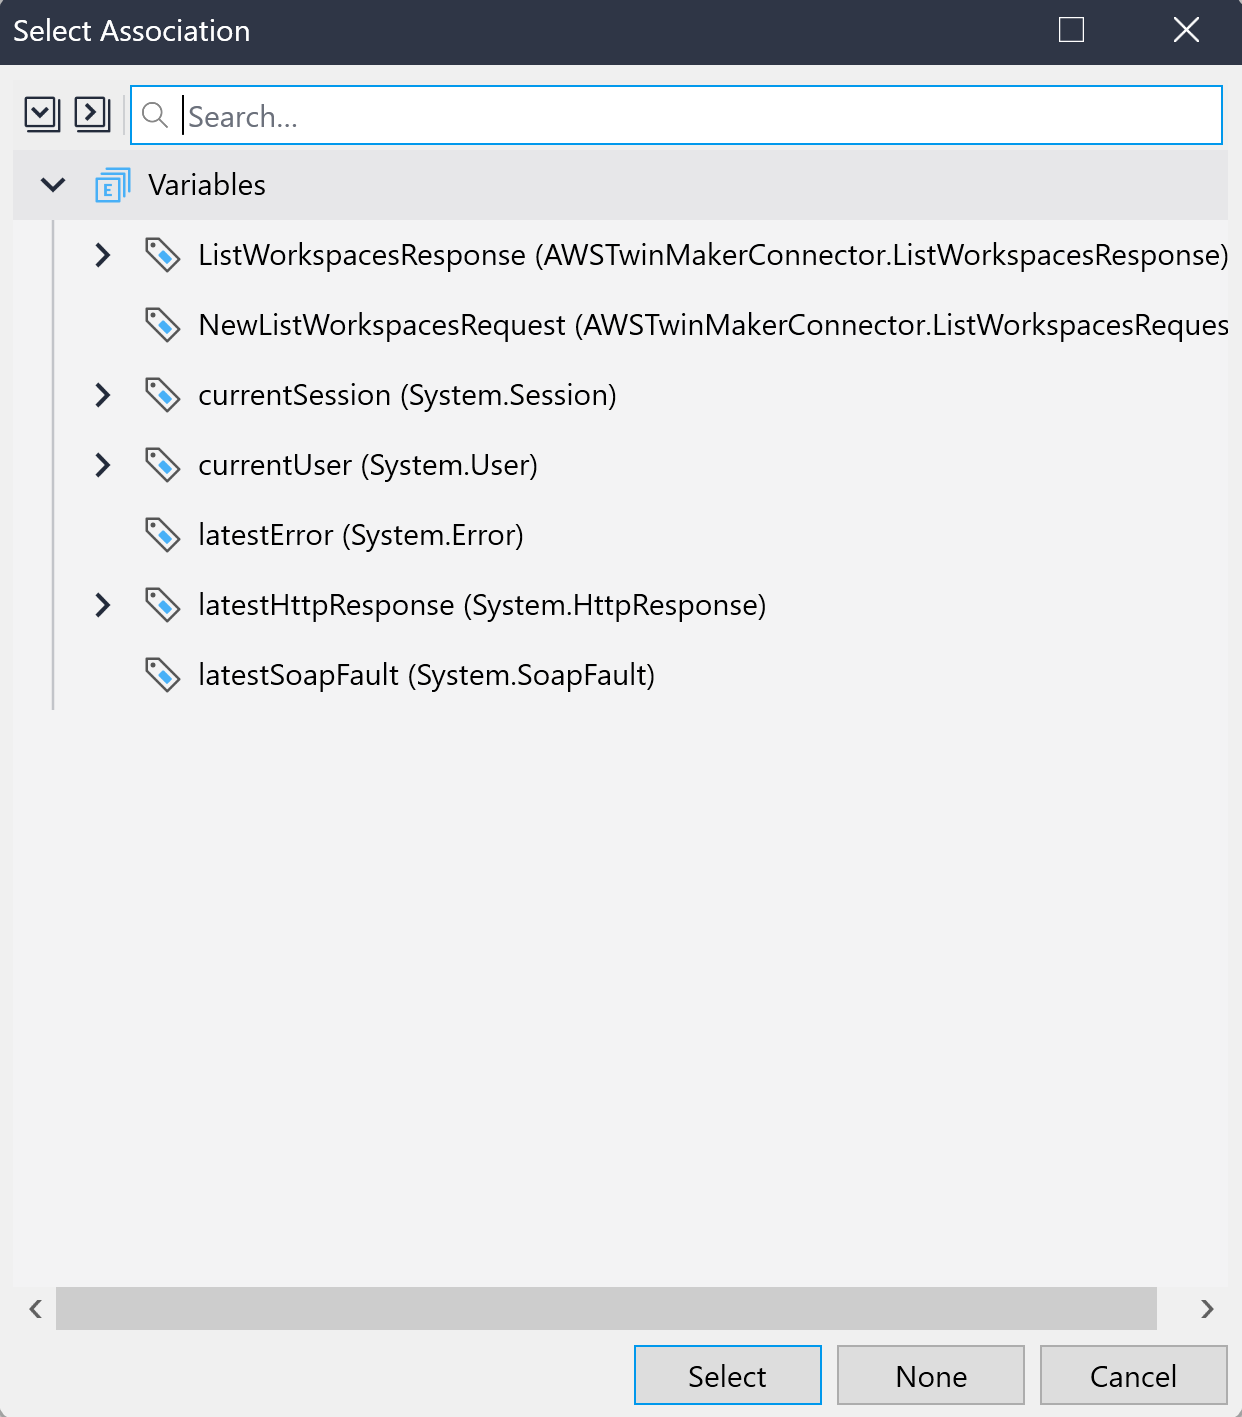 Select Association
Search...
Variables
ListWorkspacesResponse (AWSTwinMakerConnector.ListWorkspacesResponse)
NewListWorkspacesRequest (AWSTwinMakerConnector.ListWorkspacesReques
currentSession (System.Session)
currentUser (System.User)
latestError (System.Error)
latestHttpResponse (System.HttpResponse)
latestSoapFault (System.SoapFault)
Select None Cancel